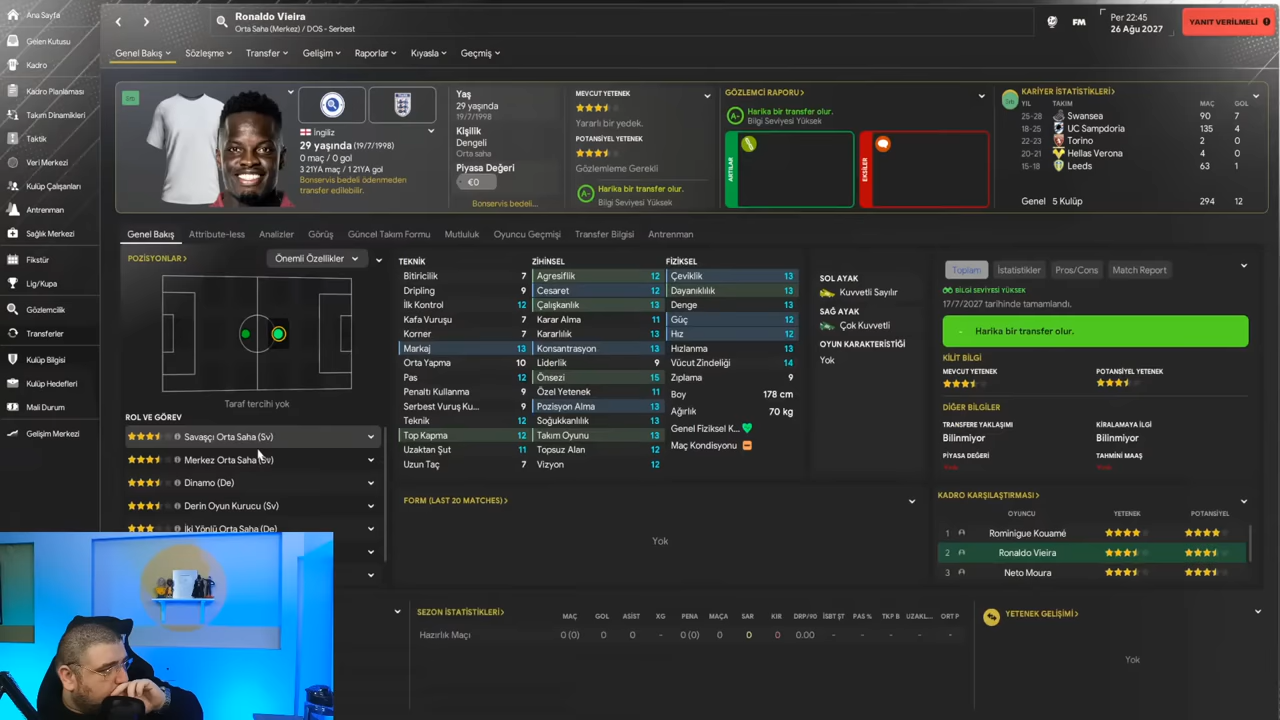 Ana Sayfa
Gelen Kutusu
Kadro
Kadro Planlaması
Takım Dinamikleri
Taktik
Veri Merkezi
Kulüp Çalışanları
Antrenman
Sağlık Merkezi
Fikstür
Lig/Kupa
Gözlemcilik
Transferler
Kulüp Bilgisi
Kulüp Hedefleri
Mali Durum
Gelişim Merkezi
Ronaldo Vieira
Orta Saha (Merkez) / DOS - Serbest
FM
Per 22:45
26 Ağu 2027
YANIT VERİLMELİ
Genel Bakış
Sözleşme
Transfer
Gelişim
Raporlar
Kıyasla
Geçmiş
Srb
İngiliz
29 yaşında (19/7/1998)
0 maç / 0 gol
3 21YA maç / 1 21YA gol
Bonservis bedeli ödenmeden
transfer edilebilir.
Yaş
29 yaşında
19/7/1998
Kişilik
Dengeli
Orta saha
Piyasa Değeri
€0
Bonservis bedeli...
MEVCUT YETENEK
Yararlı bir yedek.
POTANSİYEL YETENEK
Gözlemleme Gerekli
A-
Harika bir transfer olur.
Bilgi Seviyesi Yüksek
GÖZLEMCİ RAPORU
A-
Harika bir transfer olur.
Bilgi Seviyesi Yüksek
ARTILAR
EKSİLER
KARİYER İSTATİSTİKLERİ
YIL TAKIM MAÇ GOL
25-28 Swansea 90 7
18-25 UC Sampdoria 135 4
22-23 Torino 2 0
20-21 Hellas Verona 4 0
15-18 Leeds 63 1
Genel 5 Kulüp 294 12
Genel Bakış
Attribute-less
Analizler
Görüş
Güncel Takım Formu
Mutluluk
Oyuncu Geçmişi
Transfer Bilgisi
Antrenman
POZİSYONLAR
Önemli Özellikler
Taraf tercihi yok
ROL VE GÖREV
Savaşçı Orta Saha (Sv)
Merkez Orta Saha (Sv)
Dinamo (De)
Derin Oyun Kurucu (Sv)
İki Yönlü Orta Saha (De)
TEKNİK
Bitiricilik 7
Dripling 9
İlk Kontrol 12
Kafa Vuruşu 7
Korner 7
Markaj 13
Orta Yapma 10
Pas 12
Penaltı Kullanma 9
Serbest Vuruş Ku... 9
Teknik 12
Top Kapma 12
Uzaktan Şut 11
Uzun Taç 7
ZİHİNSEL
Agresiflik 12
Cesaret 12
Çalışkanlık 13
Karar Alma 11
Kararlılık 13
Konsantrasyon 13
Liderlik 9
Önsezi 15
Özel Yetenek 11
Pozisyon Alma 13
Soğukkanlılık 13
Takım Oyunu 13
Topsuz Alan 12
Vizyon 12
FİZİKSEL
Çeviklik 13
Dayanıklılık 13
Denge 13
Güç 12
Hız 12
Hızlanma 13
Vücut Zindeliği 14
Zıplama 9
Boy 178 cm
Ağırlık 70 kg
Genel Fiziksel K...
Maç Kondisyonu
SOL AYAK
Kuvvetli Sayılır
SAĞ AYAK
Çok Kuvvetli
OYUN KARAKTERİSTİĞİ
Yok
FORM (LAST 20 MATCHES)
Yok
Toplam
İstatistikler
Pros/Cons
Match Report
BİLGİ SEVİYESİ YÜKSEK
17/7/2027 tarihinde tamamlandı.
- Harika bir transfer olur.
KİLİT BİLGİ
MEVCUT YETENEK POTANSİYEL YETENEK
DİĞER BİLGİLER
TRANSFERE YAKLAŞIMI KİRALAMAYA İLGİ
Bilinmiyor Bilinmiyor
PİYASA DEĞERİ TAHMİNİ MAAŞ
KADRO KARŞILAŞTIRMASI
OYUNCU YETENEK POTANSİYEL
1 Rominigue Kouamé
2 Ronaldo Vieira
3 Neto Moura
SEZON İSTATİSTİKLERİ
MAÇ GOL ASİST XG PENA MAÇA SAR KIR DRP/90 İSBT ŞT PAS % TKP B UZAKL... ORT P
Hazırlık Maçı 0 (0) 0 0 - 0 (0) 0 0 0 0.00 - - - - -
YETENEK GELİŞİMİ
Yok